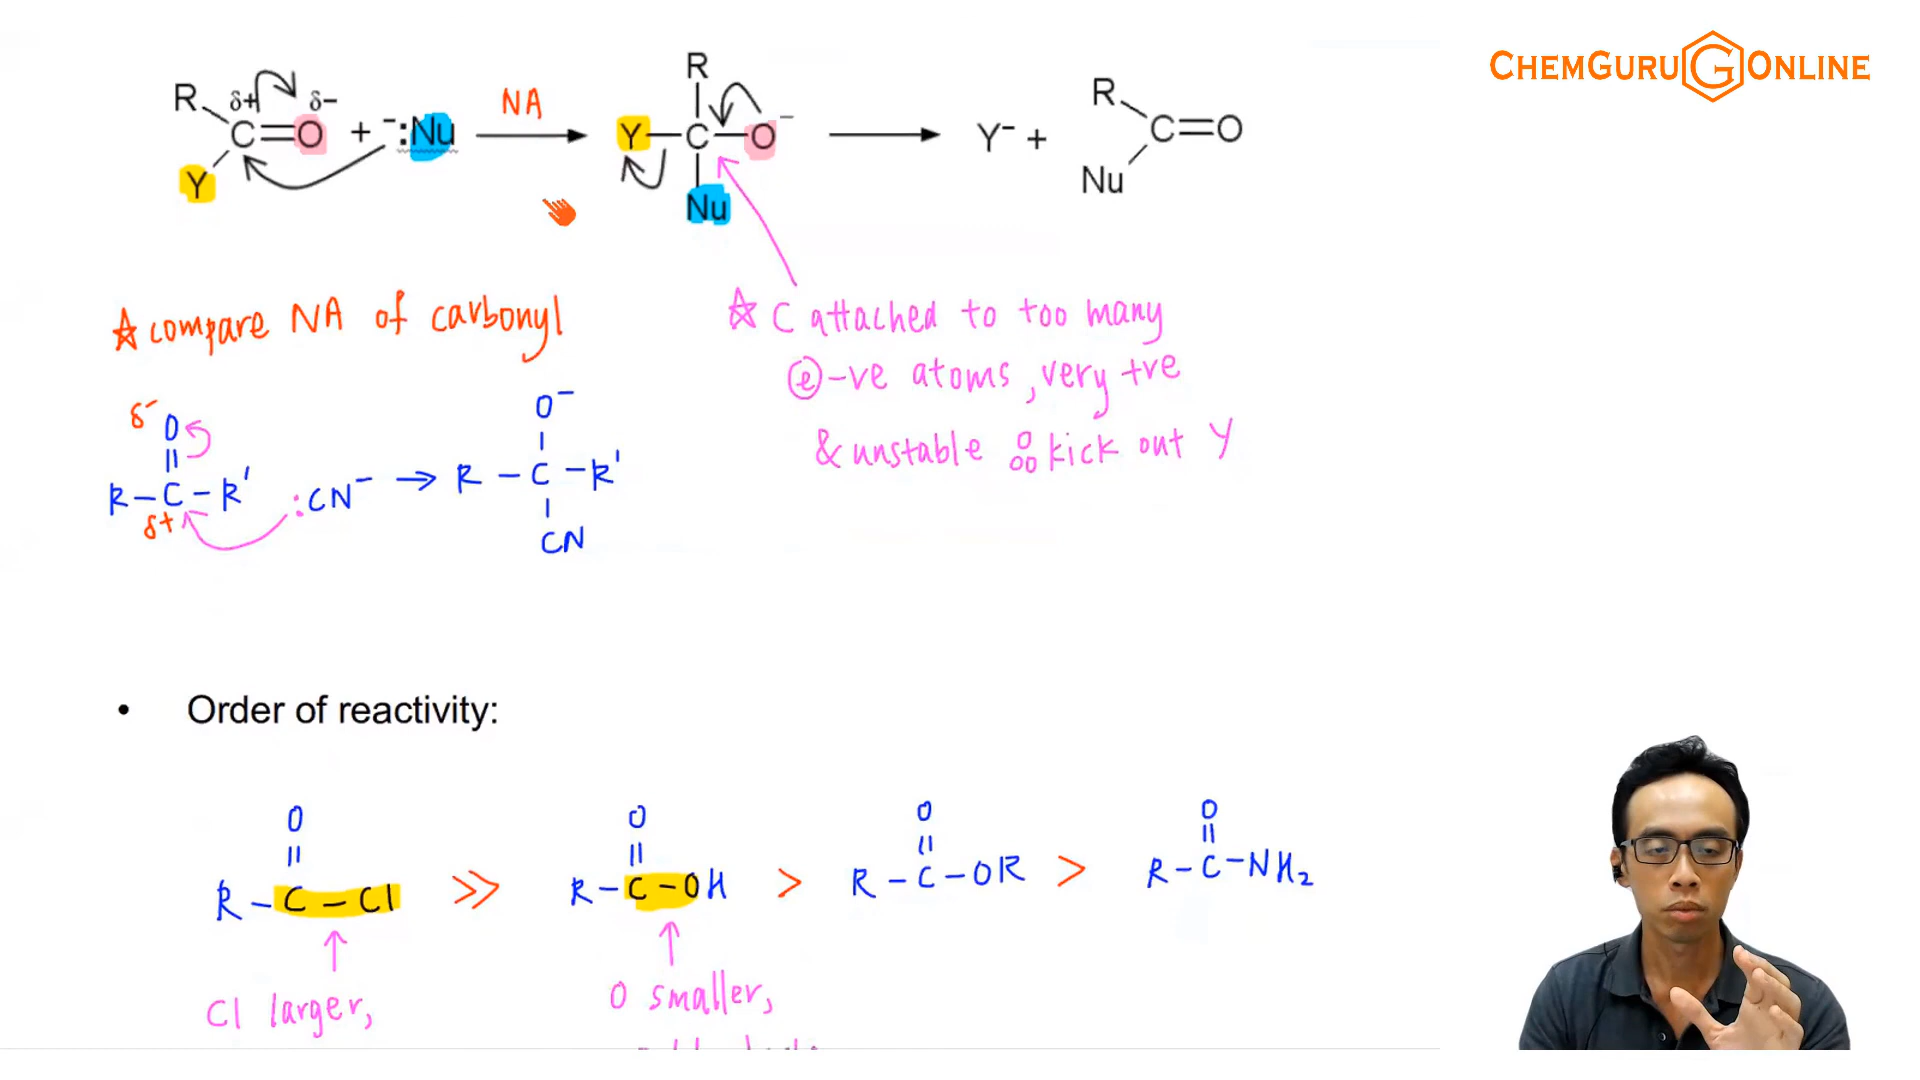 CHEMGURU G ONLINE
R δ+ δ– C=O Y + –:Nu NA R Y–C–O– Nu Y– + R C=O Nu
☆ compare NA of carbonyl
☆ C attached to too many
ⓔ-ve atoms, very +ve
& unstable ∴ kick out Y
δ- O || R–C–R' δ+ :CN– → O– | R–C–R' | CN
• Order of reactivity:
O || R–C–Cl >> O || R–C–OH > O || R–C–OR > O || R–C–NH₂
↑ ↑
Cl larger, O smaller,